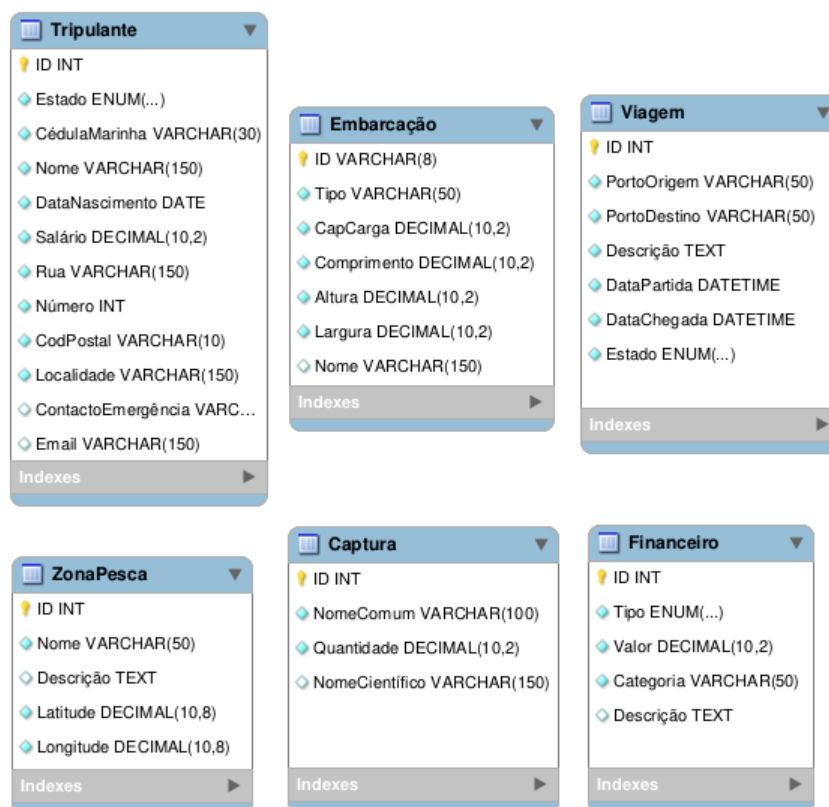 Tripulante
ID INT
Estado ENUM(...)
CédulaMarinha VARCHAR(30)
Nome VARCHAR(150)
DataNascimento DATE
Salário DECIMAL(10,2)
Rua VARCHAR(150)
Número INT
CodPostal VARCHAR(10)
Localidade VARCHAR(150)
ContactoEmergência VARC...
Email VARCHAR(150)
Indexes
Embarcação
ID VARCHAR(8)
Tipo VARCHAR(50)
CapCarga DECIMAL(10,2)
Comprimento DECIMAL(10,2)
Altura DECIMAL(10,2)
Largura DECIMAL(10,2)
Nome VARCHAR(150)
Indexes
Viagem
ID INT
PortoOrigem VARCHAR(50)
PortoDestino VARCHAR(50)
Descrição TEXT
DataPartida DATETIME
DataChegada DATETIME
Estado ENUM(...)
Indexes
ZonaPesca
ID INT
Nome VARCHAR(50)
Descrição TEXT
Latitude DECIMAL(10,8)
Longitude DECIMAL(10,8)
Indexes
Captura
ID INT
NomeComum VARCHAR(100)
Quantidade DECIMAL(10,2)
NomeCientífico VARCHAR(150)
Indexes
Financeiro
ID INT
Tipo ENUM(...)
Valor DECIMAL(10,2)
Categoria VARCHAR(50)
Descrição TEXT
Indexes